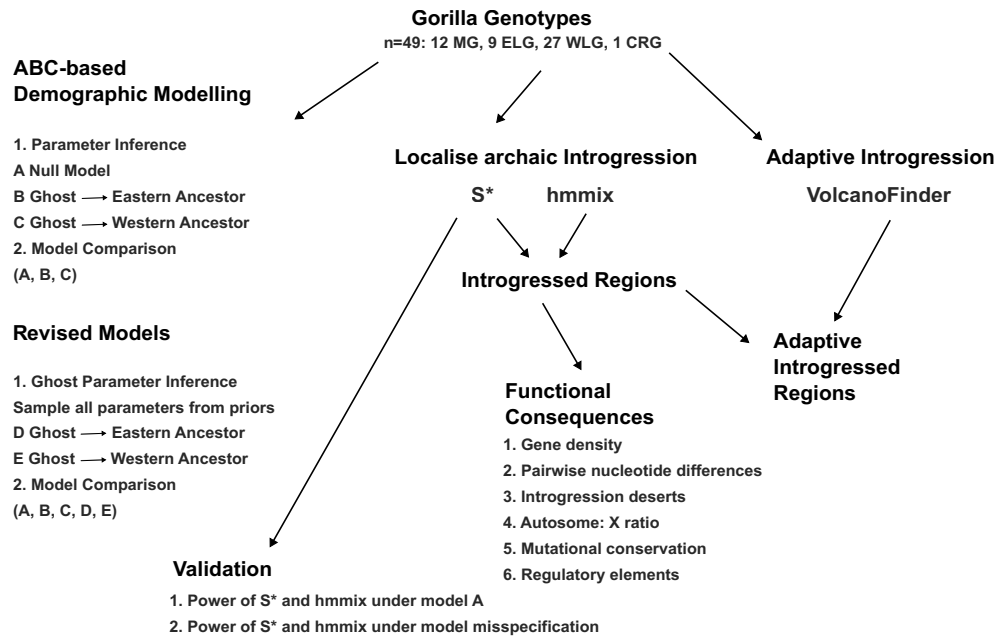 Gorilla Genotypes
n=49: 12 MG, 9 ELG, 27 WLG, 1 CRG
ABC-based
Demographic Modelling
1. Parameter Inference
A Null Model
B Ghost → Eastern Ancestor
C Ghost → Western Ancestor
2. Model Comparison
(A, B, C)
Revised Models
1. Ghost Parameter Inference
Sample all parameters from priors
D Ghost → Eastern Ancestor
E Ghost → Western Ancestor
2. Model Comparison
(A, B, C, D, E)
Localise archaic Introgression
S* hmmix
Introgressed Regions
Functional
Consequences
1. Gene density
2. Pairwise nucleotide differences
3. Introgression deserts
4. Autosome: X ratio
5. Mutational conservation
6. Regulatory elements
Adaptive Introgression
VolcanoFinder
Adaptive
Introgressed
Regions
Validation
1. Power of S* and hmmix under model A
2. Power of S* and hmmix under model misspecification